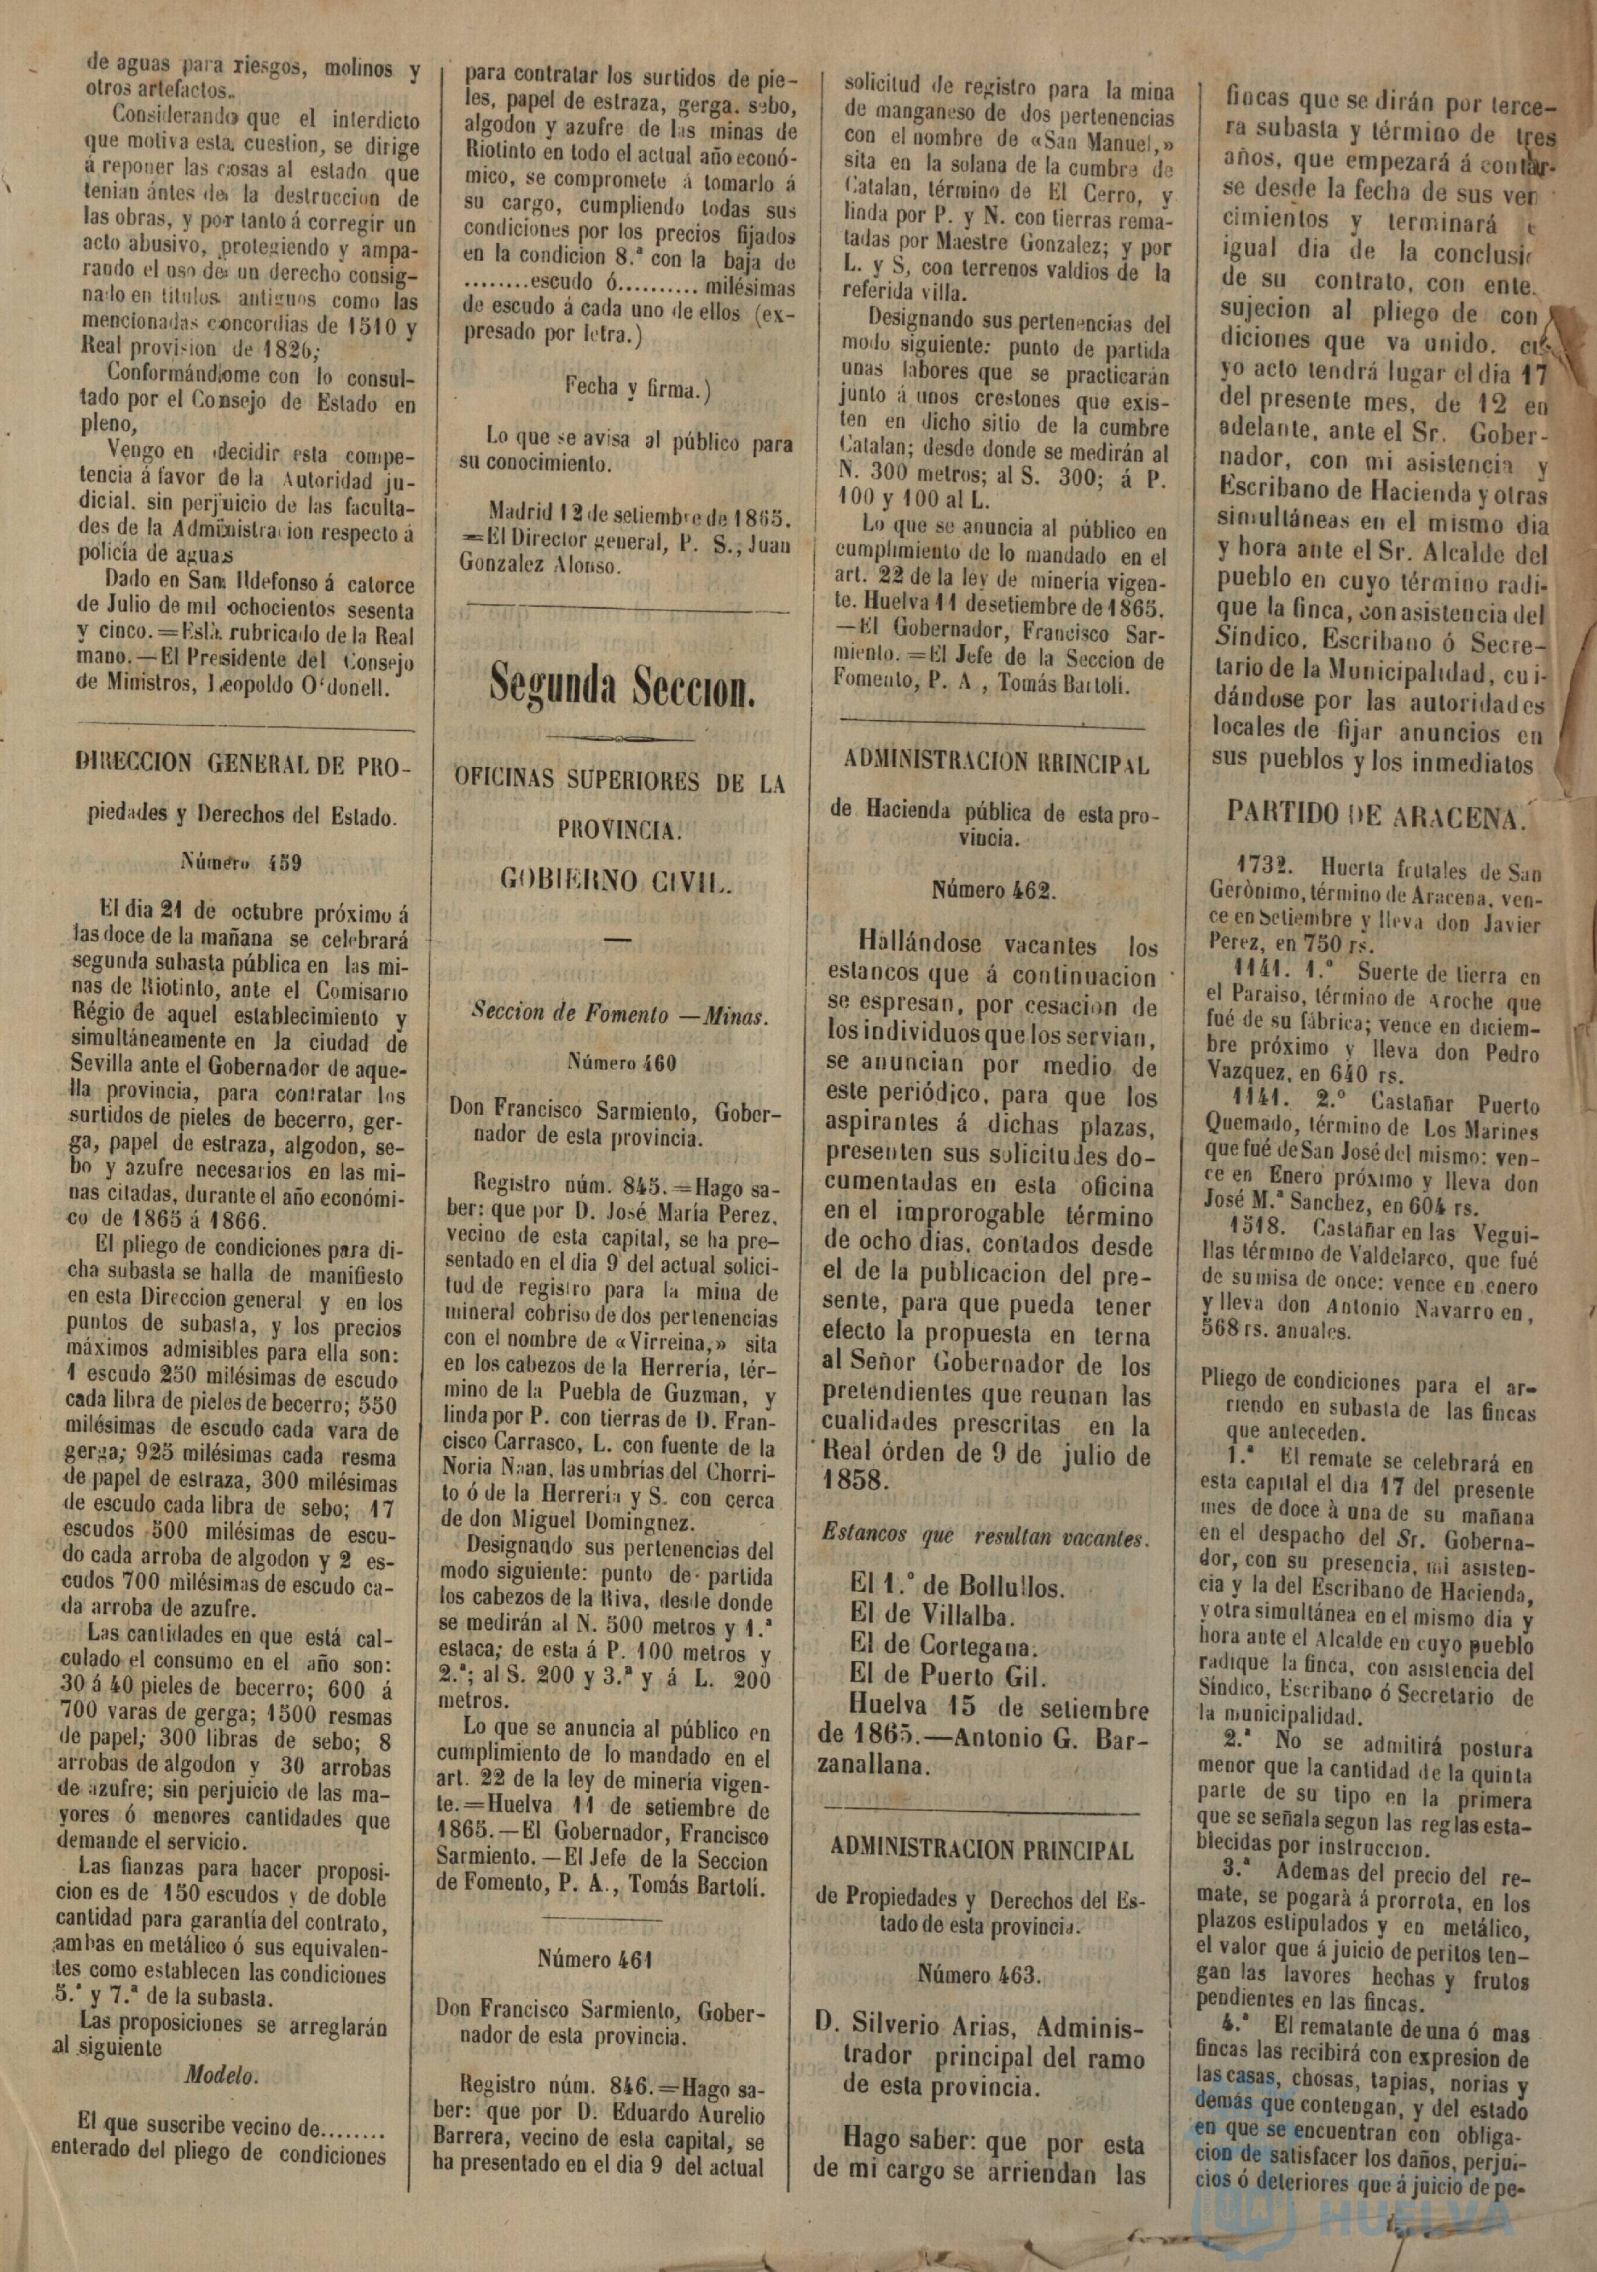 de aguas para riesgos, molinos y
otros artefactos.
Considerando que el interdicto
que motiva esta cuestion, se dirige
á reponer las cosas al estado que
tenian ántes de la destruccion de
las obras, y por tanto á corregir un
acto abusivo, protegiendo y ampa-
rando el uso de un derecho consig-
nado en titulos antiguos como las
mencionadas concordias de 1510 y
Real provision de 1826;
Conformándome con lo consul-
tado por el Consejo de Estado en
pleno,
Vengo en decidir esta compe-
tencia á favor de la Autoridad ju-
dicial. sin perjuicio de las faculta-
des de la Administracion respecto á
policía de aguas
Dado en San Ildefonso á catorce
de Julio de mil ochocientos sesenta
y cinco.=Està rubricado de la Real
mano.—El Presidente del Consejo
de Ministros, Leopoldo O'donell.
DIRECCION GENERAL DE PRO-
piedades y Derechos del Estado.
Número 459
El dia 21 de octubre próximo á
las doce de la mañana se celebrará
segunda subasta pública en las mi-
nas de Riotinto, ante el Comisario
Régio de aquel establecimiento y
simultáneamente en la ciudad de
Sevilla ante el Gobernador de aque-
lla provincia, para contratar los
surtidos de pieles de becerro, ger-
ga, papel de estraza, algodon, se-
bo y azufre necesarios en las mi-
nas citadas, durante el año económi-
co de 1865 á 1866.
El pliego de condiciones para di-
cha subasta se halla de manifiesto
en esta Direccion general y en los
puntos de subasta, y los precios
máximos admisibles para ella son:
1 escudo 250 milésimas de escudo
cada libra de pieles de becerro; 550
milésimas de escudo cada vara de
gerga; 925 milésimas cada resma
de papel de estraza, 300 milésimas
de escudo cada libra de sebo; 17
escudos 500 milésimas de escu-
do cada arroba de algodon y 2 es-
cudos 700 milésimas de escudo ca-
da arroba de azufre.
Las cantidades en que está cal-
culado el consumo en el año son:
30 á 40 pieles de becerro; 600 á
700 varas de gerga; 1500 resmas
de papel; 300 libras de sebo; 8
arrobas de algodon y 30 arrobas
de azufre; sin perjuicio de las ma-
yores ó menores cantidades que
demande el servicio.
Las fianzas para hacer proposi-
cion es de 150 escudos y de doble
cantidad para garantía del contrato,
ambas en metálico ó sus equivalen-
tes como establecen las condiciones
5.ª y 7.ª de la subasta.
Las proposiciones se arreglarán
al siguiente
Modelo.
El que suscribe vecino de........
enterado del pliego de condiciones
para contratar los surtidos de pie-
les, papel de estraza, gerga. sebo,
algodon y azufre de las minas de
Riotinto en todo el actual año econó-
mico, se compromete á tomarlo á
su cargo, cumpliendo todas sus
condiciones por los precios fijados
en la condicion 8.ª con la baja de
........escudo ó.......... milésimas
de escudo á cada uno de ellos (ex-
presado por letra.)
Fecha y firma.)
Lo que se avisa al público para
su conocimiento.
Madrid 12 de setiembre de 1865.
=El Director general, P. S., Juan
Gonzalez Alonso.
Segunda Seccion.
OFICINAS SUPERIORES DE LA
PROVINCIA.
GOBIERNO CIVIL.
—
Seccion de Fomento —Minas.
Número 460
Don Francisco Sarmiento, Gober-
nador de esta provincia.
Registro núm. 845.=Hago sa-
ber: que por D. José María Perez,
vecino de esta capital, se ha pre-
sentado en el dia 9 del actual solici-
tud de registro para la mina de
mineral cobriso de dos pertenencias
con el nombre de «Virreina,» sita
en los cabezos de la Herrería, tér-
mino de la Puebla de Guzman, y
linda por P. con tierras de D. Fran-
cisco Carrasco, L. con fuente de la
Noria Naan, las umbrías del Chorri-
to ó de la Herrería y S. con cerca
de don Miguel Domingnez.
Designando sus pertenencias del
modo siguiente: punto de partida
los cabezos de la Riva, desde donde
se medirán al N. 500 metros y 1.ª
estaca; de esta á P. 100 metros y
2.ª; al S. 200 y 3.ª y á L. 200
metros.
Lo que se anuncia al público en
cumplimiento de lo mandado en el
art. 22 de la ley de minería vigen-
te.=Huelva 11 de setiembre de
1865.—El Gobernador, Francisco
Sarmiento.—El Jefe de la Seccion
de Fomento, P. A., Tomás Bartolí.
Número 461
Don Francisco Sarmiento, Gober-
nador de esta provincia.
Registro núm. 846.=Hago sa-
ber: que por D. Eduardo Aurelio
Barrera, vecino de esta capital, se
ha presentado en el dia 9 del actual
solicitud de registro para la mina
de manganeso de dos pertenencias
con el nombre de «San Manuel,»
sita en la solana de la cumbre de
Catalan, término de El Cerro, y
linda por P. y N. con tierras rema-
tadas por Maestre Gonzalez; y por
L. y S, con terrenos valdios de la
referida villa.
Designando sus pertenencias del
modo siguiente: punto de partida
unas labores que se practicarán
junto á unos crestones que exis-
ten en dicho sitio de la cumbre
Catalan; desde donde se medirán al
N. 300 metros; al S. 300; á P.
100 y 100 al L.
Lo que se anuncia al público en
cumplimiento de lo mandado en el
art. 22 de la ley de minería vigen-
te. Huelva 11 de setiembre de 1865.
—El Gobernador, Francisco Sar-
miento.=El Jefe de la Seccion de
Fomento, P. A , Tomás Bartolí.
ADMINISTRACION RRINCIPAL
de Hacienda pública de esta pro-
vincia.
Número 462.
Hallándose vacantes los
estancos que á continuacion
se espresan, por cesacion de
los individuos que los servian,
se anuncian por medio de
este periódico, para que los
aspirantes á dichas plazas,
presenten sus solicitudes do-
cumentadas en esta oficina
en el improrogable término
de ocho dias, contados desde
el de la publicacion del pre-
sente, para que pueda tener
efecto la propuesta en terna
al Señor Gobernador de los
pretendientes que reunan las
cualidades prescritas en la
Real órden de 9 de julio de
1858.
Estancos que resultan vacantes.
El 1.º de Bollullos.
El de Villalba.
El de Cortegana.
El de Puerto Gil.
Huelva 15 de setiembre
de 1865.—Antonio G. Bar-
zanallana.
ADMINISTRACION PRINCIPAL
de Propiedades y Derechos del Es-
tado de esta provincia.
Número 463.
D. Silverio Arias, Adminis-
trador principal del ramo
de esta provincia.
Hago saber: que por esta
de mi cargo se arriendan las
fincas que se dirán por terce-
ra subasta y término de tres
años, que empezará á contar-
se desde la fecha de sus ven
cimientos y terminará
igual dia de la conclusi
de su contrato, con ente.
sujecion al pliego de con
diciones que va unido. cu-
yo acto tendrá lugar el dia 17
del presente mes, de 12 en
adelante, ante el Sr. Gober-
nador, con mi asistencia y
Escribano de Hacienda y otras
simultáneas en el mismo dia
y hora ante el Sr. Alcalde del
pueblo en cuyo término radi-
que la finca, con asistencia del
Síndico, Escribano ó Secre-
tario de la Municipalidad, cui-
dándose por las autoridades
locales de fijar anuncios en
sus pueblos y los inmediatos
PARTIDO DE ARACENA.
1732. Huerta frutales de San
Gerònimo, término de Aracena, ven-
ce en Setiembre y lleva don Javier
Perez, en 750 rs.
1141. 1.º Suerte de tierra en
el Paraiso, término de Aroche que
fué de su fábrica; vence en diciem-
bre próximo y lleva don Pedro
Vazquez, en 640 rs.
1141. 2.º Castañar Puerto
Quemado, término de Los Marines
que fué de San José del mismo: ven-
ce en Enero próximo y lleva don
José M.ª Sanchez, en 604 rs.
1518. Castañar en las Vegui-
llas término de Valdelarco, que fué
de su misa de once: vence en enero
y lleva don Antonio Navarro en,
568 rs. anuales.
Pliego de condiciones para el ar-
riendo en subasta de las fincas
que anteceden.
1.ª El remate se celebrará en
esta capital el dia 17 del presente
mes de doce à una de su mañana
en el despacho del Sr. Goberna-
dor, con su presencia, mi asisten-
cia y la del Escribano de Hacienda,
y otra simultánea en el mismo dia y
hora ante el Alcalde en cuyo pueblo
radique la finca, con asistencia del
Síndico, Escribano ó Secretario de
la municipalidad.
2.ª No se admitirá postura
menor que la cantidad de la quinta
parte de su tipo en la primera
que se señala segun las reglas esta-
blecidas por instruccion.
3.ª Ademas del precio del re-
mate, se pogarà á prorrota, en los
plazos estipulados y en metálico,
el valor que á juicio de peritos ten-
gan las lavores hechas y frutos
pendientes en las fincas.
4.ª El rematante de una ó mas
fincas las recibirá con expresion de
las casas, chosas, tapias, norias y
demás que contengan, y del estado
en que se encuentran con obliga-
cion de satisfacer los daños, perjui-
cios ó deteriores que á juicio de pe-
HUELVA